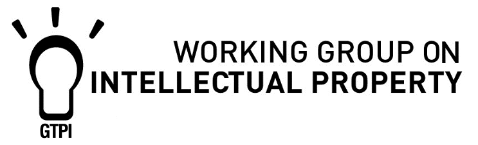 WORKING GROUP ON
INTELLECTUAL PROPERTY
GTPI